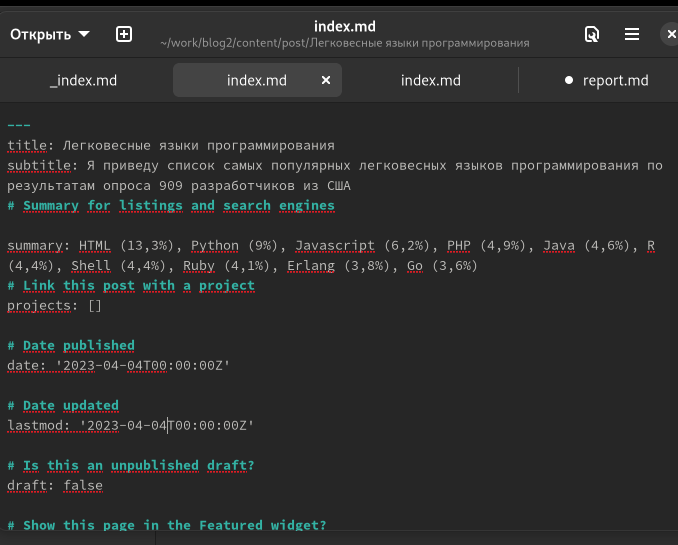 Открыть
index.md
~/work/blog2/content/post/Легковесные языки программирования
_index.md
index.md
index.md
report.md
---
title: Легковесные языки программирования
subtitle: Я приведу список самых популярных легковесных языков программирования по
результатам опроса 909 разработчиков из США
# Summary for listings and search engines
summary: HTML (13,3%), Python (9%), Javascript (6,2%), PHP (4,9%), Java (4,6%), R
(4,4%), Shell (4,4%), Ruby (4,1%), Erlang (3,8%), Go (3,6%)
# Link this post with a project
projects: []
# Date published
date: '2023-04-04T00:00:00Z'
# Date updated
lastmod: '2023-04-04T00:00:00Z'
# Is this an unpublished draft?
draft: false
# Show this page in the Featured widget?